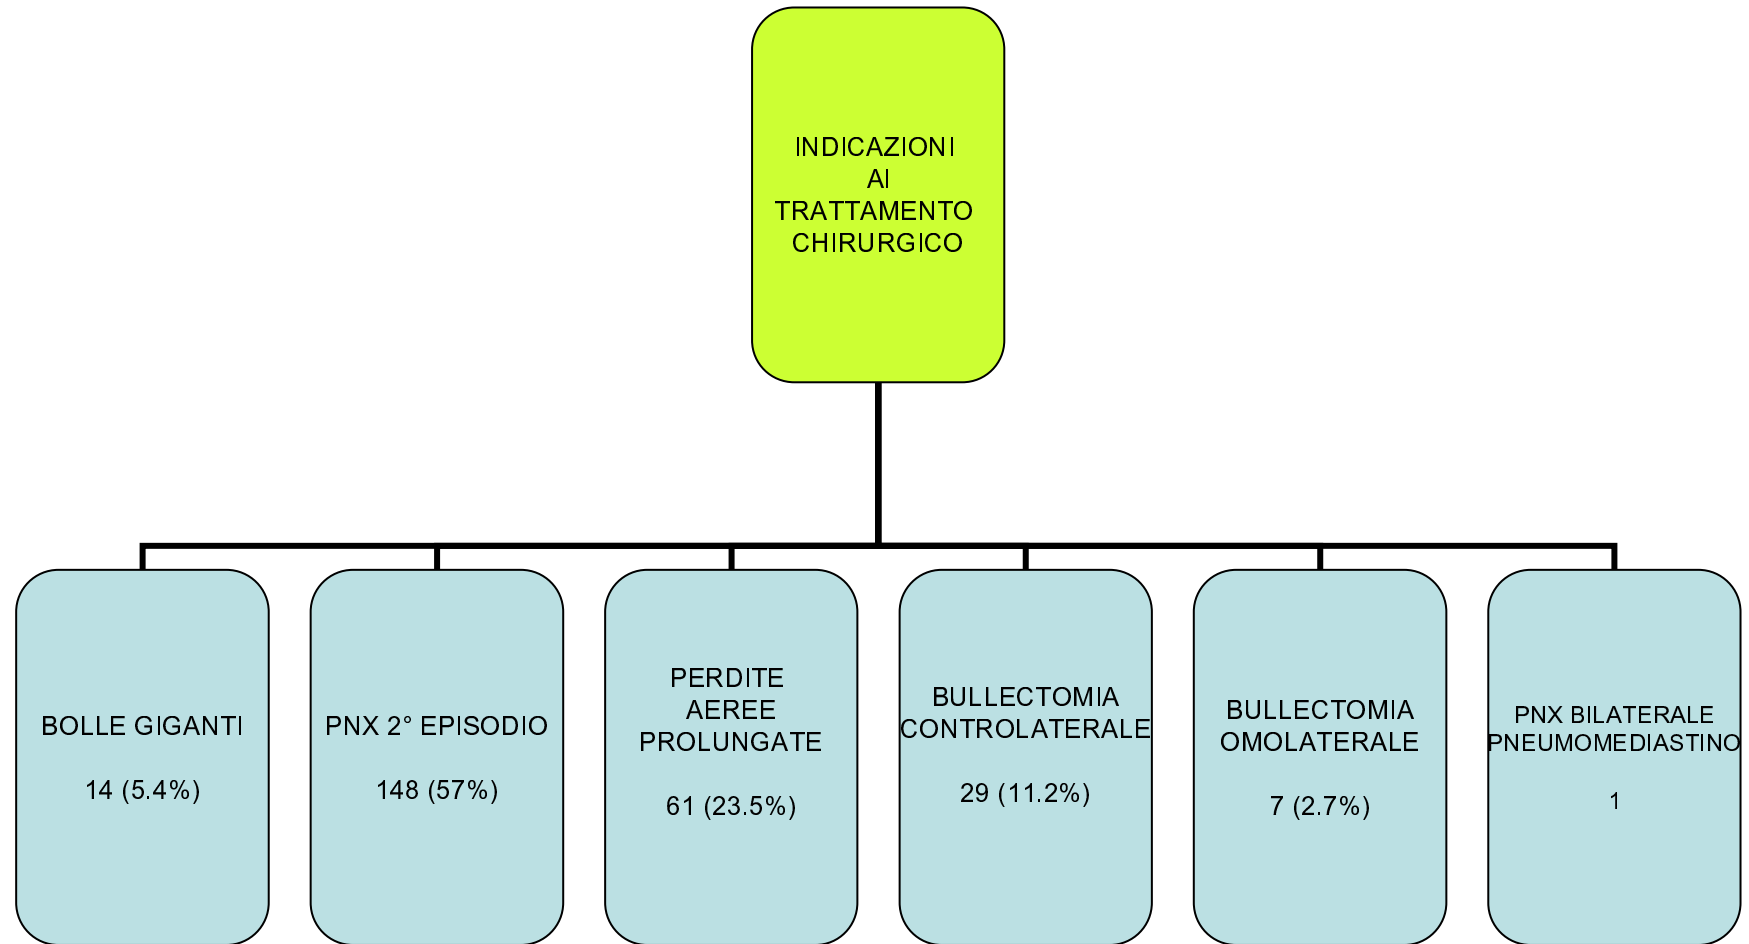 INDICAZIONI
Al
TRATTAMENTO
CHIRURGICO
BOLLE GIGANTI
14 (5.4%)
PNX 2° EPISODIO
148 (57%)
PERDITE
AEREE
PROLUNGATE
61 (23.5%)
BULLECTOMIA
CONTROLATERALE
29 (11.2%)
BULLECTOMIA
OMOLATERALE
7 (2.7%)
PNX BILATERALE
PNEUMOMEDIASTINO
1